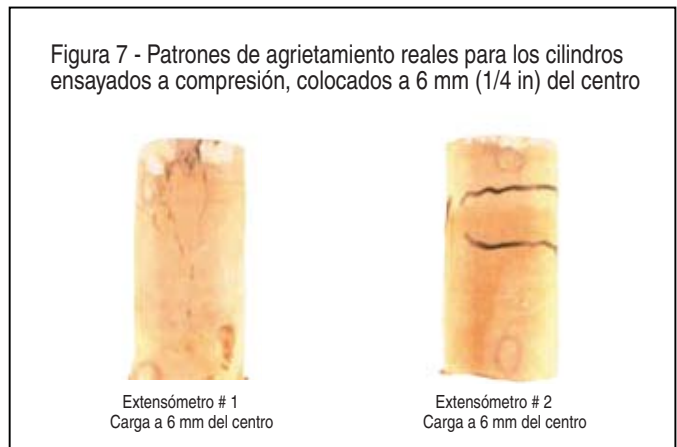 Figura 7 - Patrones de agrietamiento reales para los cilindros
ensayados a compresión, colocados a 6 mm (1/4 in) del centro
Extensómetro # 1
Carga a 6 mm del centro
Extensómetro # 2
Carga a 6 mm del centro